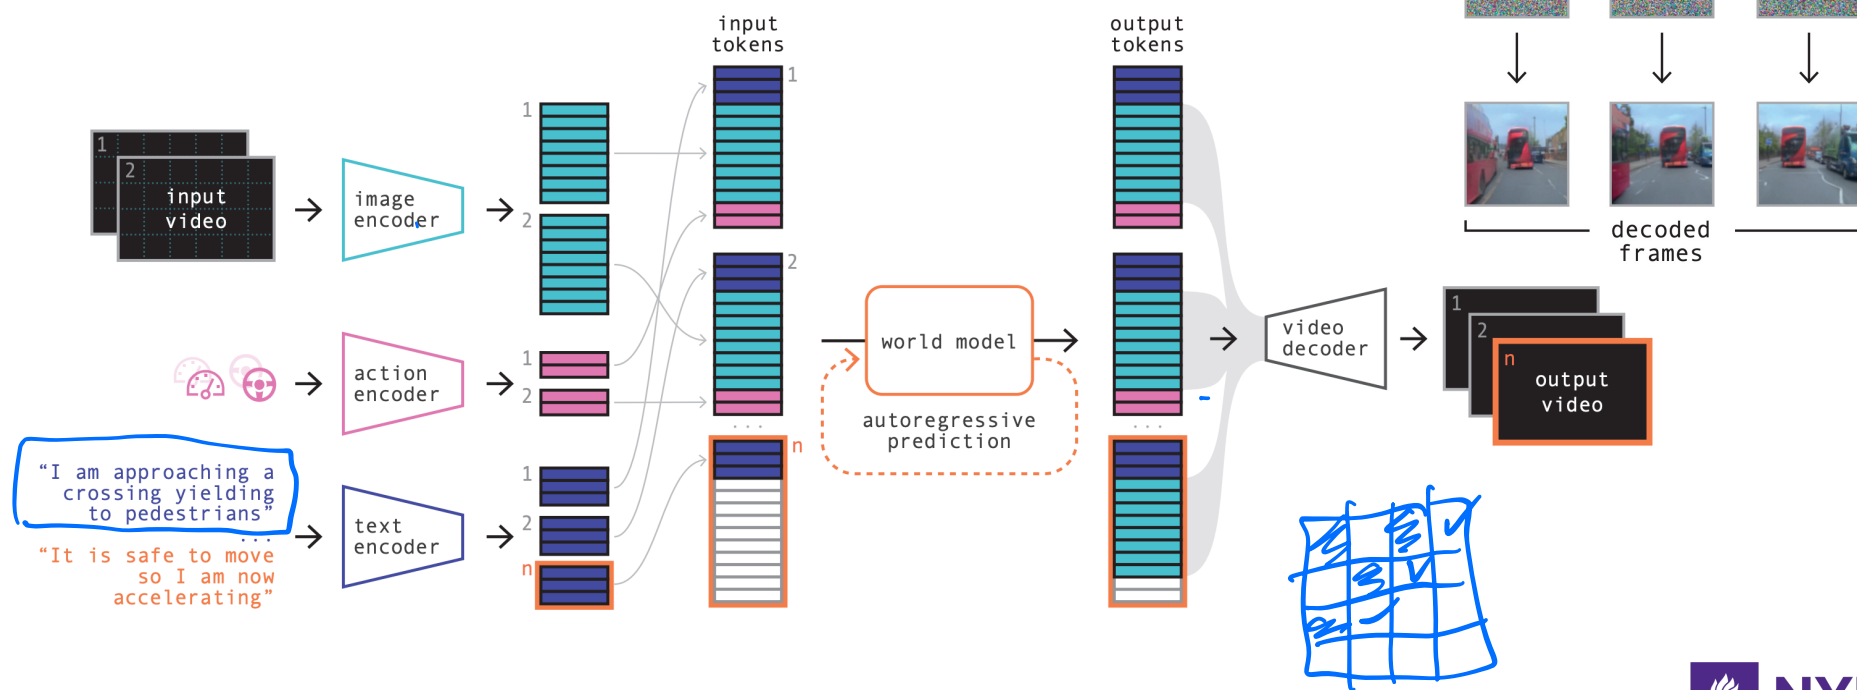 input
tokens
output
tokens
1
2
input
video
image
encoder
1
2
1
2
action
encoder
1
2
"I am approaching a
crossing yielding
to pedestrians"
...
"It is safe to move
so I am now
accelerating"
text
encoder
1
2
n
...
n
world model
autoregressive
prediction
...
video
decoder
1
2
n
output
video
decoded
frames